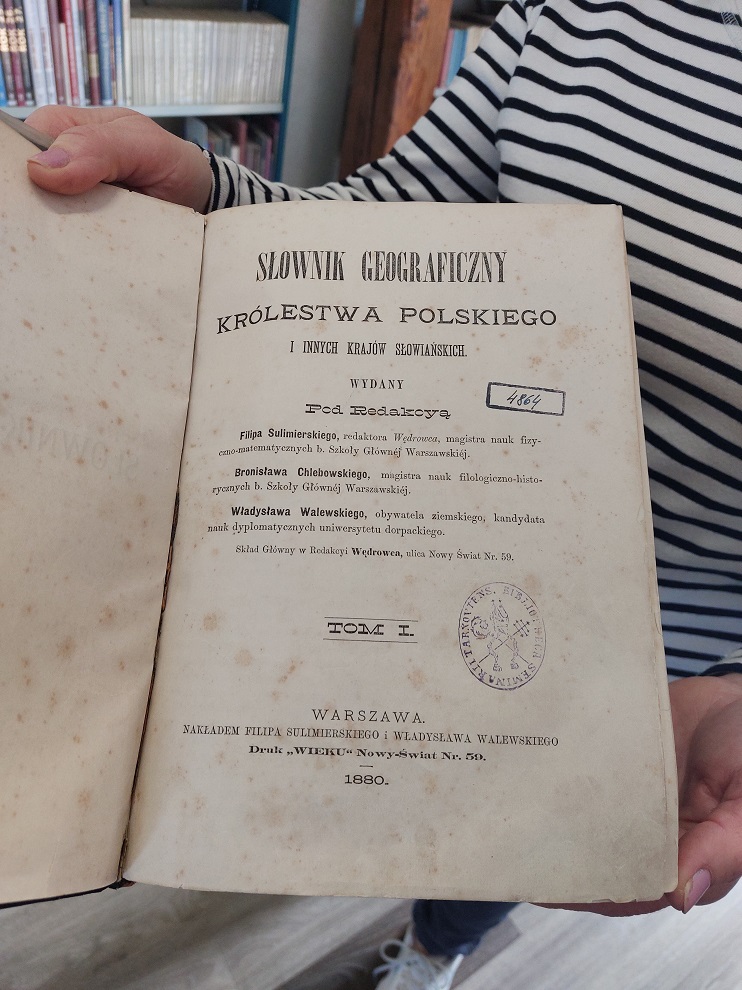 SŁOWNIK GEOGRAFICZNY
KRÓLESTWA POLSKIEGO
I INNYCH KRAJÓW SŁOWIAŃSKICH.
WYDANY
Pod Redakcyą
4864
Filipa Sulimierskiego, redaktora Wędrowca, magistra nauk fizy-
czno-matematycznych b. Szkoły Głównéj Warszawskiéj.
Bronisława Chlebowskiego, magistra nauk filologiczno-histo-
rycznych b. Szkoły Głównéj Warszawskiéj.
Władysława Walewskiego, obywatela ziemskiego, kandydata
nauk dyplomatycznych uniwersytetu dorpackiego.
Skład Główny w Redakcyi Wędrowca, ulica Nowy Świat Nr. 59.
TOM I.
BIBLIOTHECA SEMINARII TARNOVIENS.
WARSZAWA.
NAKŁADEM FILIPA SULIMIERSKIEGO i WŁADYSŁAWA WALEWSKIEGO
Druk „WIEKU" Nowy-Świat Nr. 59.
1880.